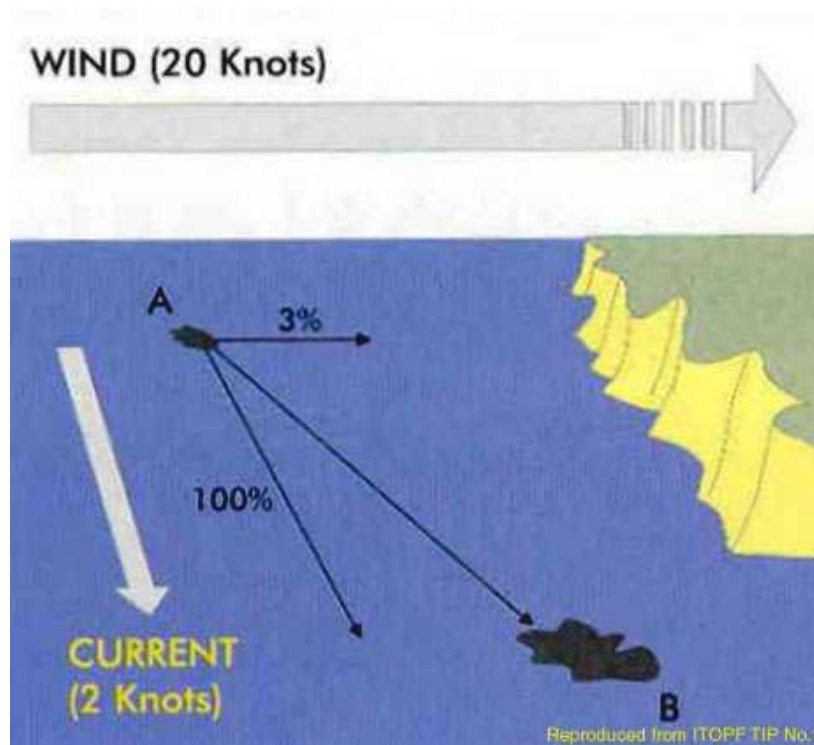 WIND (20 Knots)
A
3%
100%
CURRENT
(2 Knots)
B
Reproduced from ITOPF TIP No.